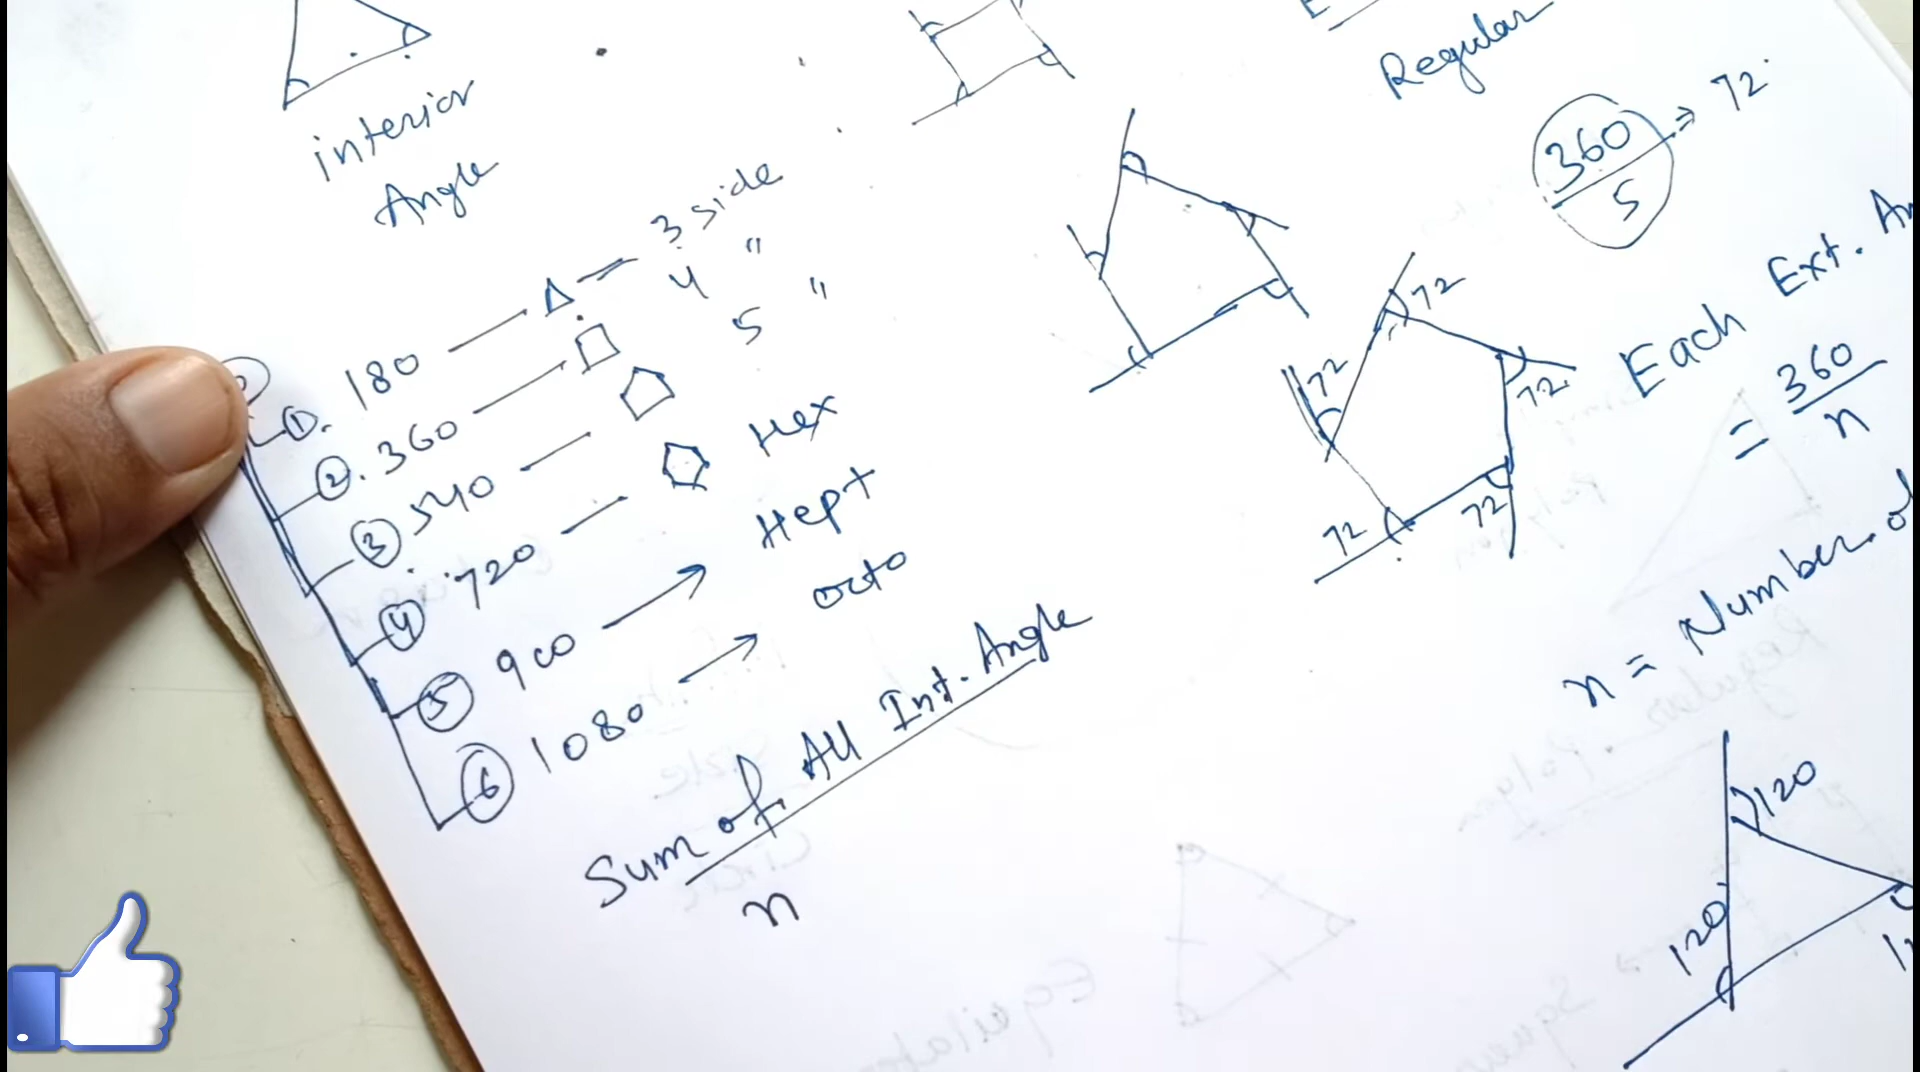 interior
Angle
①. 180 — △ = 3 side
②. 360 — 4 "
③ 540 — 5 "
④ 720 — Hex
⑤ 900 → Hept
⑥ 1080 → octo
Sum of All Int. Angle
n
Regular
360
5
⇒ 72
72
72
72
72
72
Each Ext. An
= 360
n
n = Number. of
120
120